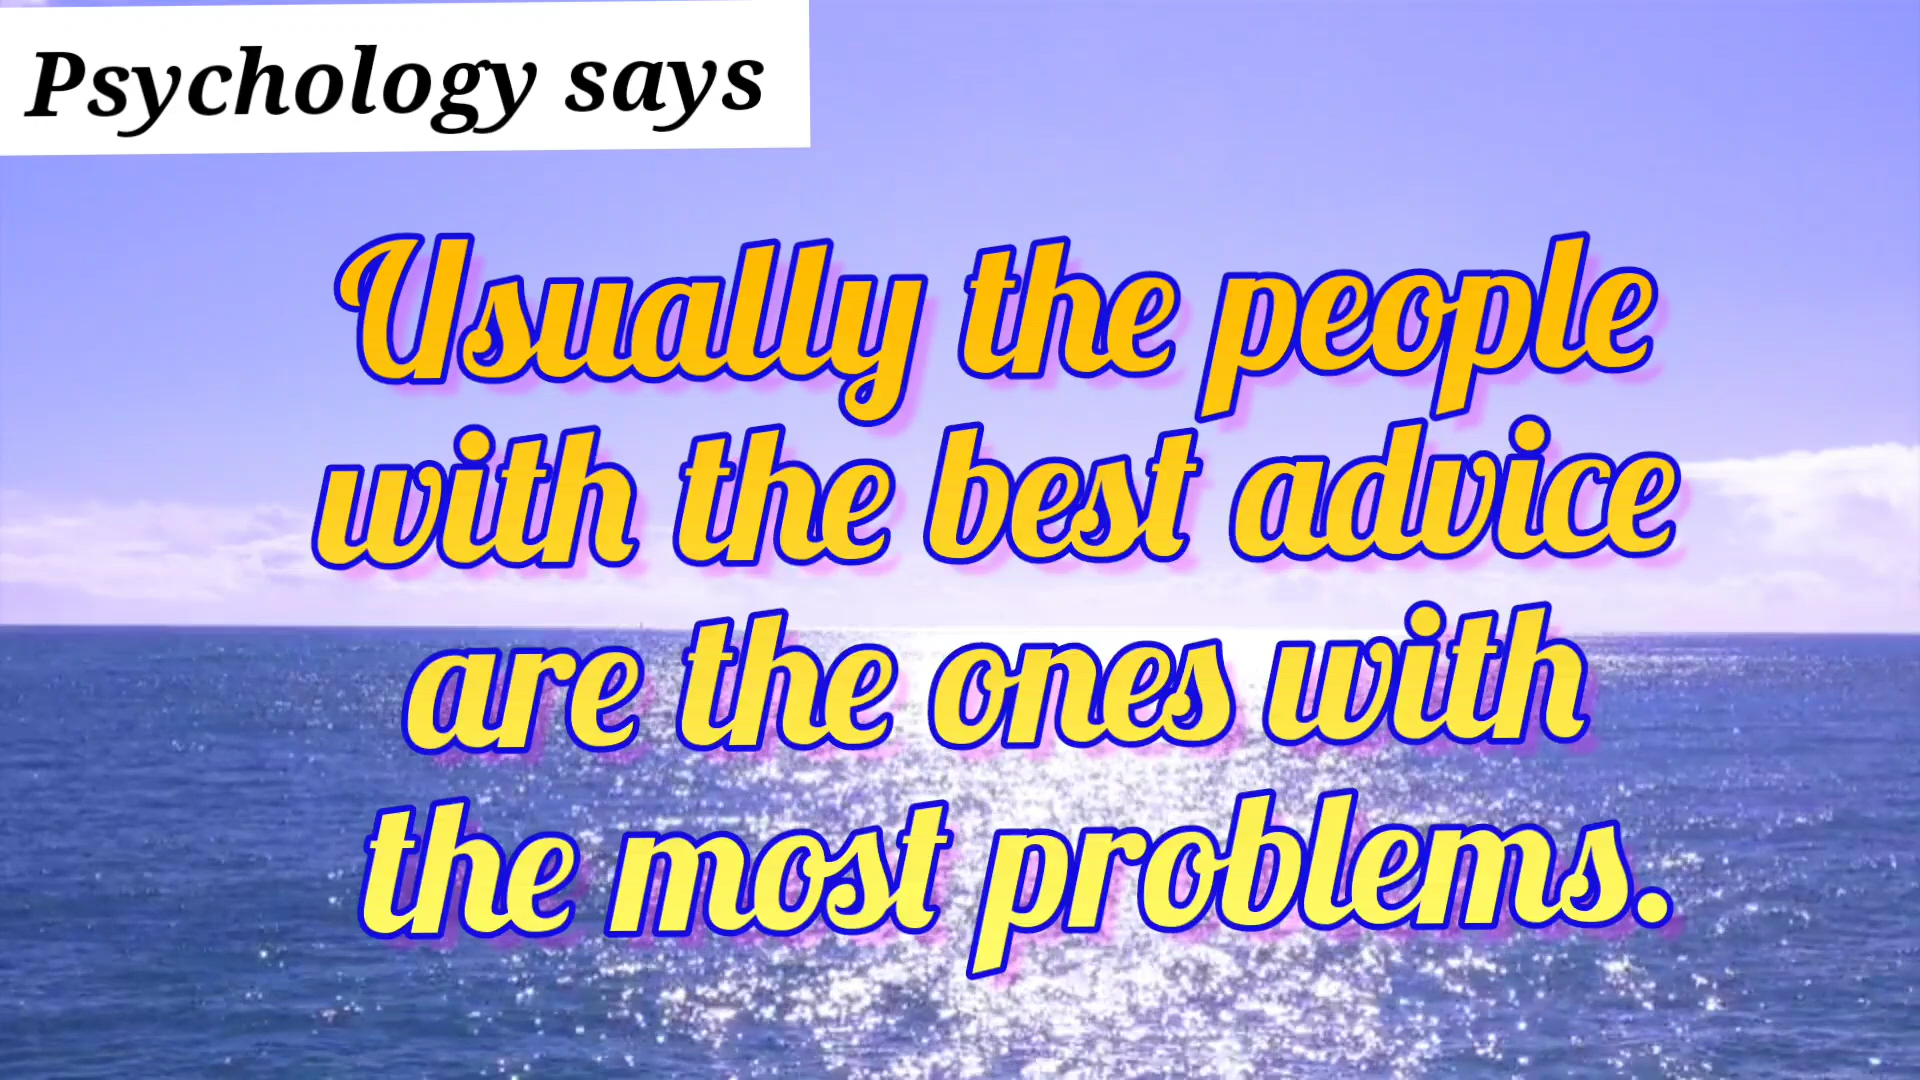 Psychology says
Usually the people
with the best advice
are the ones with
the most problems.